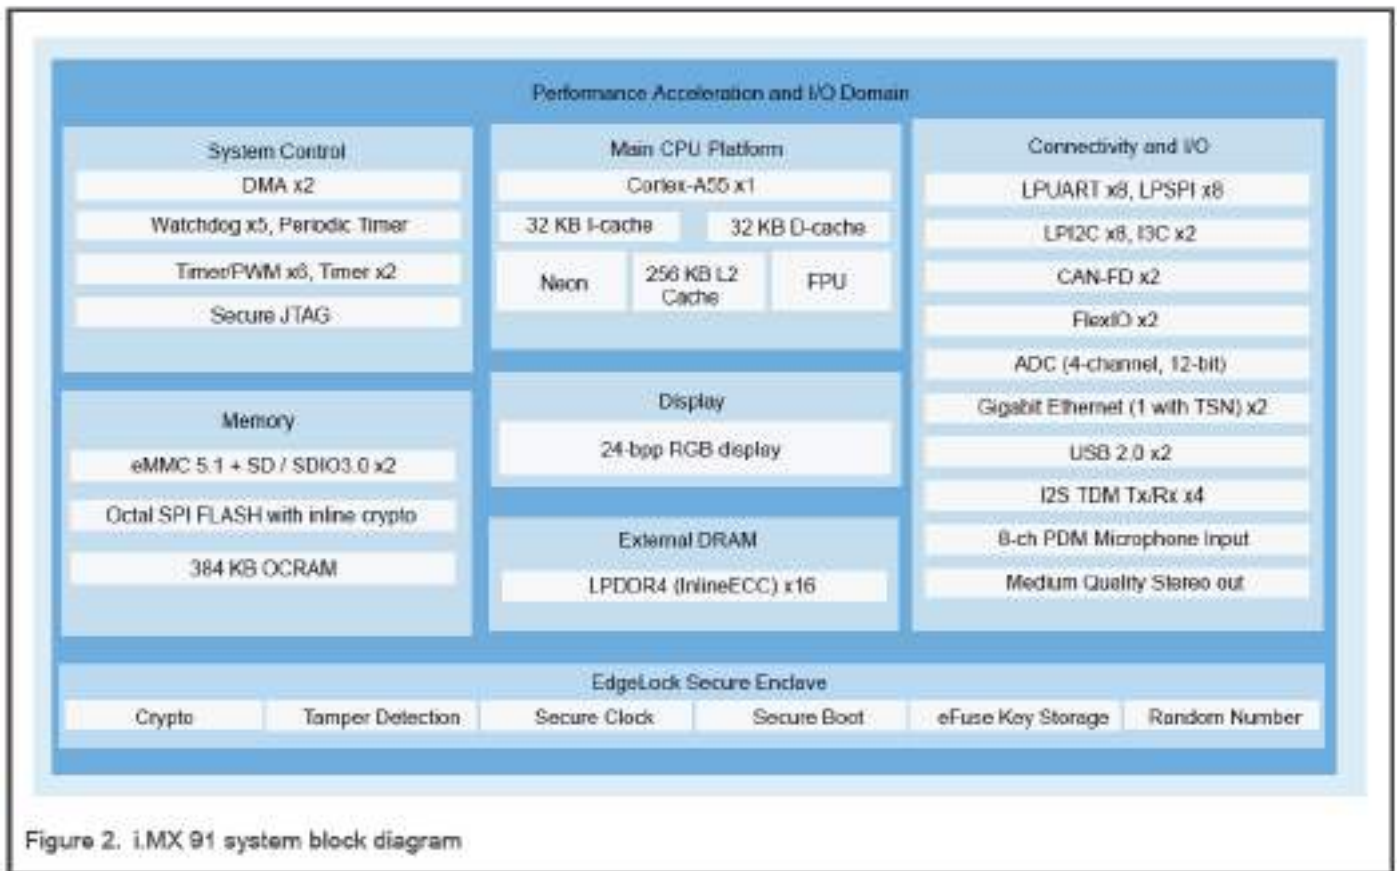 Performance Acceleration and I/O Domain
System Control
DMA x2
Watchdog x5, Periodic Timer
Timer/PWM x6, Timer x2
Secure JTAG
Memory
eMMC 5.1 + SD / SDIO3.0 x2
Octal SPI FLASH with inline crypto
384 KB OCRAM
Main CPU Platform
Cortex-A55 x1
32 KB I-cache
32 KB D-cache
Neon
256 KB L2
Cache
FPU
Display
24-bpp RGB display
External DRAM
LPDDR4 (InlineECC) x16
Connectivity and I/O
LPUART x8, LPSPI x8
LPI2C x8, I3C x2
CAN-FD x2
FlexIO x2
ADC (4-channel, 12-bit)
Gigabit Ethernet (1 with TSN) x2
USB 2.0 x2
I2S TDM Tx/Rx x4
8-ch PDM Microphone Input
Medium Quality Stereo out
EdgeLock Secure Enclave
Crypto
Tamper Detection
Secure Clock
Secure Boot
eFuse Key Storage
Random Number
Figure 2. i.MX 91 system block diagram